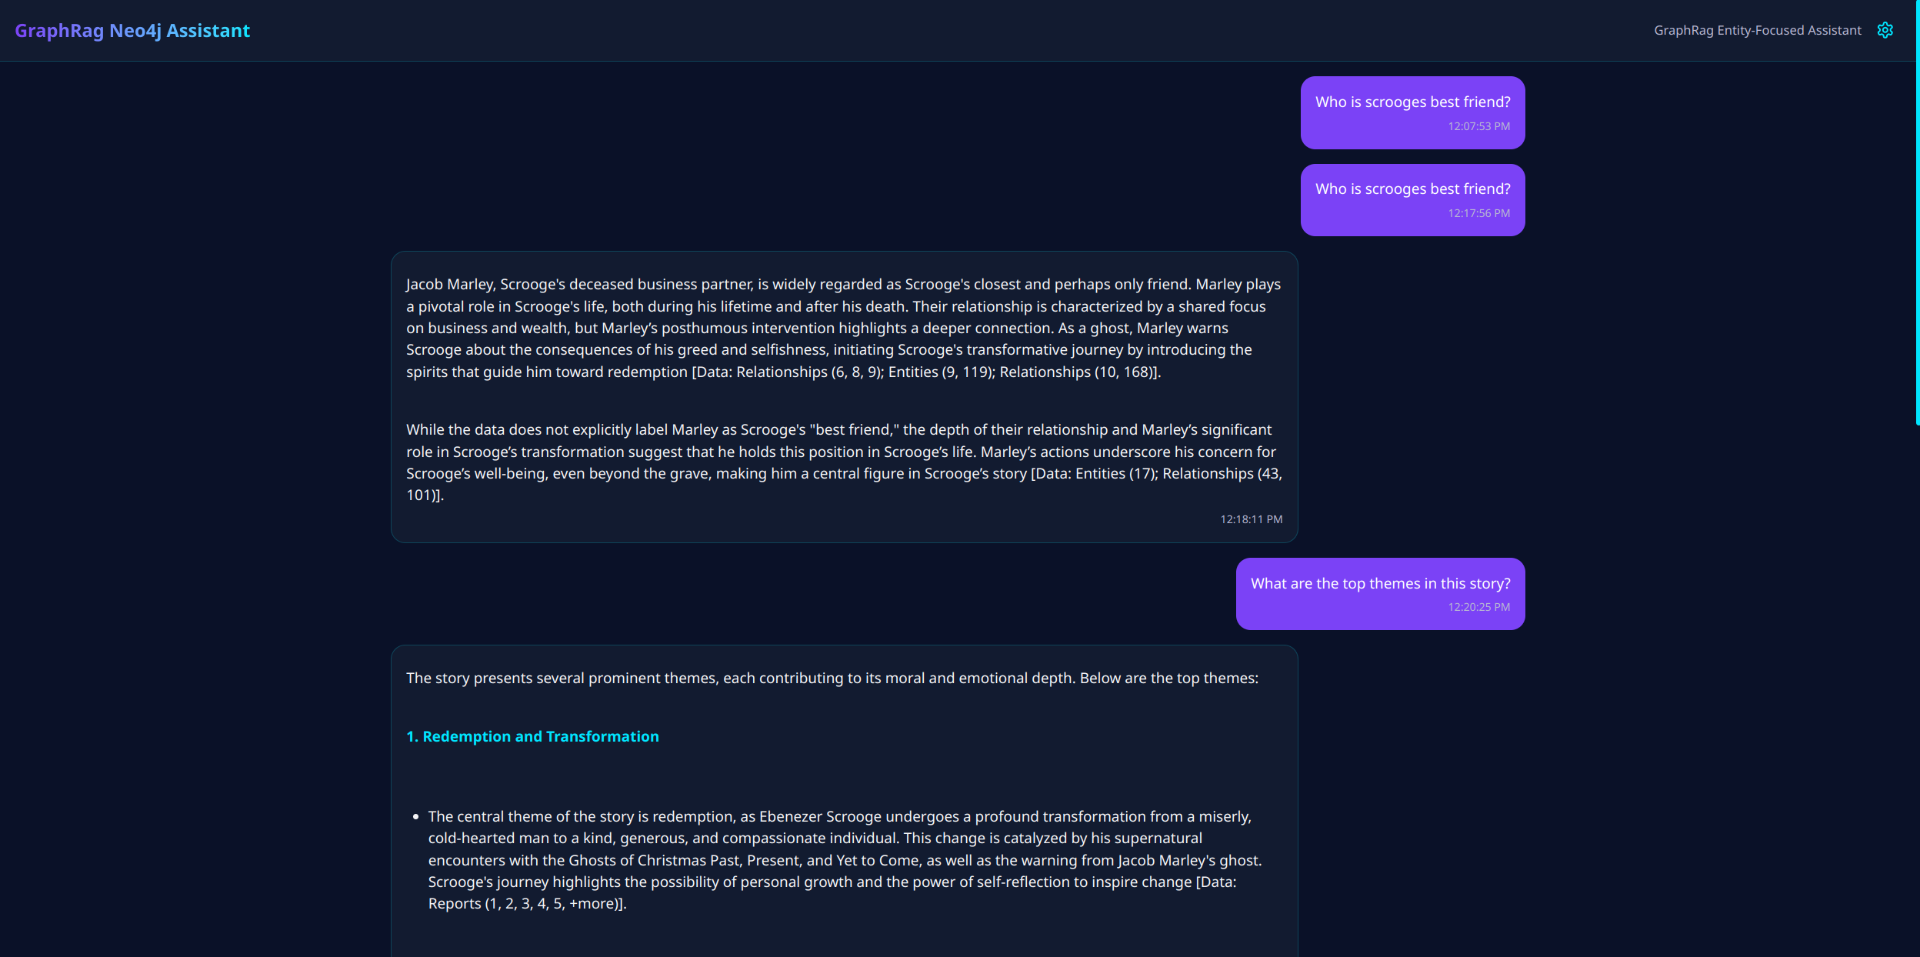 GraphRag Neo4j Assistant
GraphRag Entity-Focused Assistant
Who is scrooges best friend?
12:07:53 PM
Who is scrooges best friend?
12:17:56 PM
Jacob Marley, Scrooge's deceased business partner, is widely regarded as Scrooge's closest and perhaps only friend. Marley plays
a pivotal role in Scrooge's life, both during his lifetime and after his death. Their relationship is characterized by a shared focus
on business and wealth, but Marley’s posthumous intervention highlights a deeper connection. As a ghost, Marley warns
Scrooge about the consequences of his greed and selfishness, initiating Scrooge's transformative journey by introducing the
spirits that guide him toward redemption [Data: Relationships (6, 8, 9); Entities (9, 119); Relationships (10, 168)].
While the data does not explicitly label Marley as Scrooge's "best friend," the depth of their relationship and Marley’s significant
role in Scrooge’s transformation suggest that he holds this position in Scrooge’s life. Marley’s actions underscore his concern for
Scrooge’s well-being, even beyond the grave, making him a central figure in Scrooge’s story [Data: Entities (17); Relationships (43,
101)].
12:18:11 PM
What are the top themes in this story?
12:20:25 PM
The story presents several prominent themes, each contributing to its moral and emotional depth. Below are the top themes:
1. Redemption and Transformation
• The central theme of the story is redemption, as Ebenezer Scrooge undergoes a profound transformation from a miserly,
cold-hearted man to a kind, generous, and compassionate individual. This change is catalyzed by his supernatural
encounters with the Ghosts of Christmas Past, Present, and Yet to Come, as well as the warning from Jacob Marley's ghost.
Scrooge's journey highlights the possibility of personal growth and the power of self-reflection to inspire change [Data:
Reports (1, 2, 3, 4, 5, +more)].